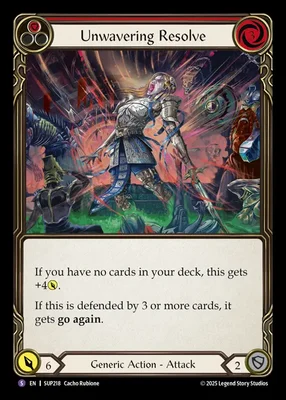 Unwavering Resolve
If you have no cards in your deck, this gets
+4.
If this is defended by 3 or more cards, it
gets go again.
6
Generic Action - Attack
2
S EN | SUP218 Cacho Rubione
© 2025 Legend Story Studios